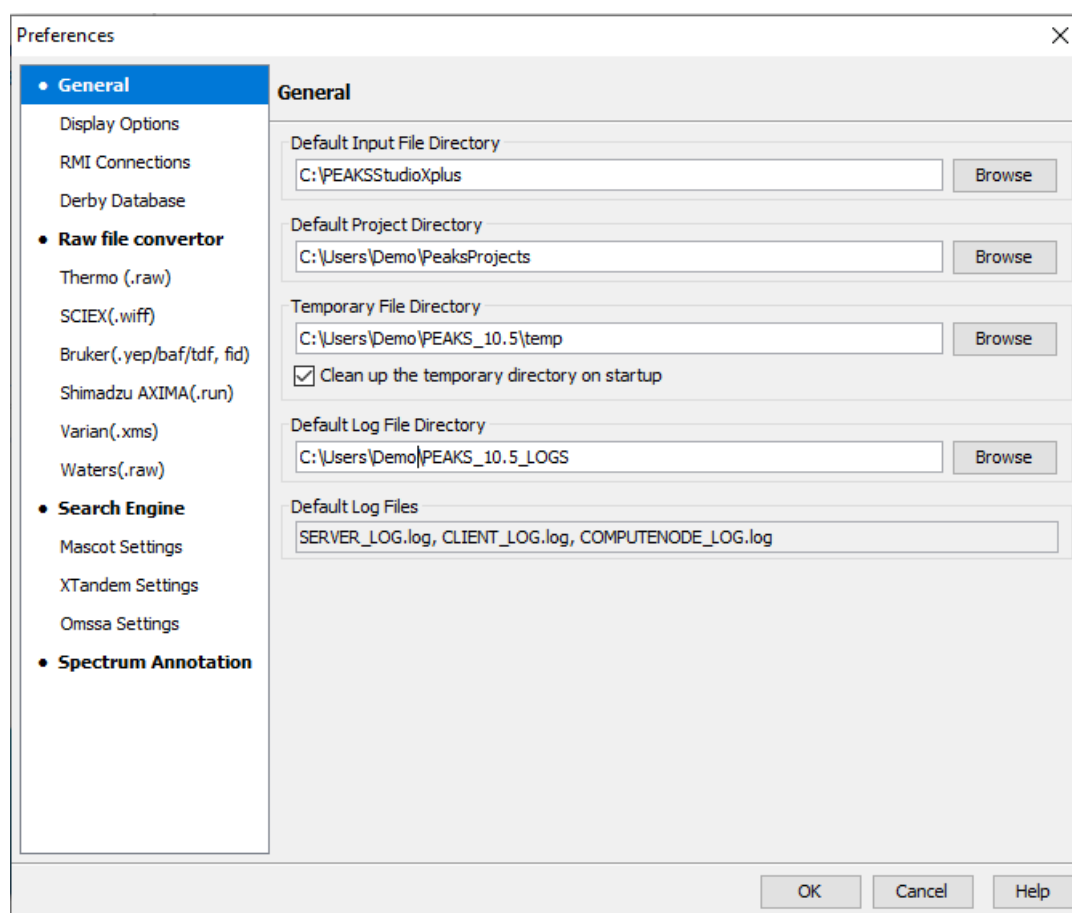 Preferences
General
Display Options
RMI Connections
Derby Database
Raw file convertor
Thermo (.raw)
SCIEX(.wiff)
Bruker(.yep/baf/tdf, fid)
Shimadzu AXIMA(.run)
Varian(.xms)
Waters(.raw)
Search Engine
Mascot Settings
XTandem Settings
Omssa Settings
Spectrum Annotation
General
Default Input File Directory
C:\PEAKSStudioXplus Browse
Default Project Directory
C:\Users\Demo\PeaksProjects Browse
Temporary File Directory
C:\Users\Demo\PEAKS_10.5\temp Browse
Clean up the temporary directory on startup
Default Log File Directory
C:\Users\Demo\PEAKS_10.5_LOGS Browse
Default Log Files
SERVER_LOG.log, CLIENT_LOG.log, COMPUTENODE_LOG.log
OK Cancel Help